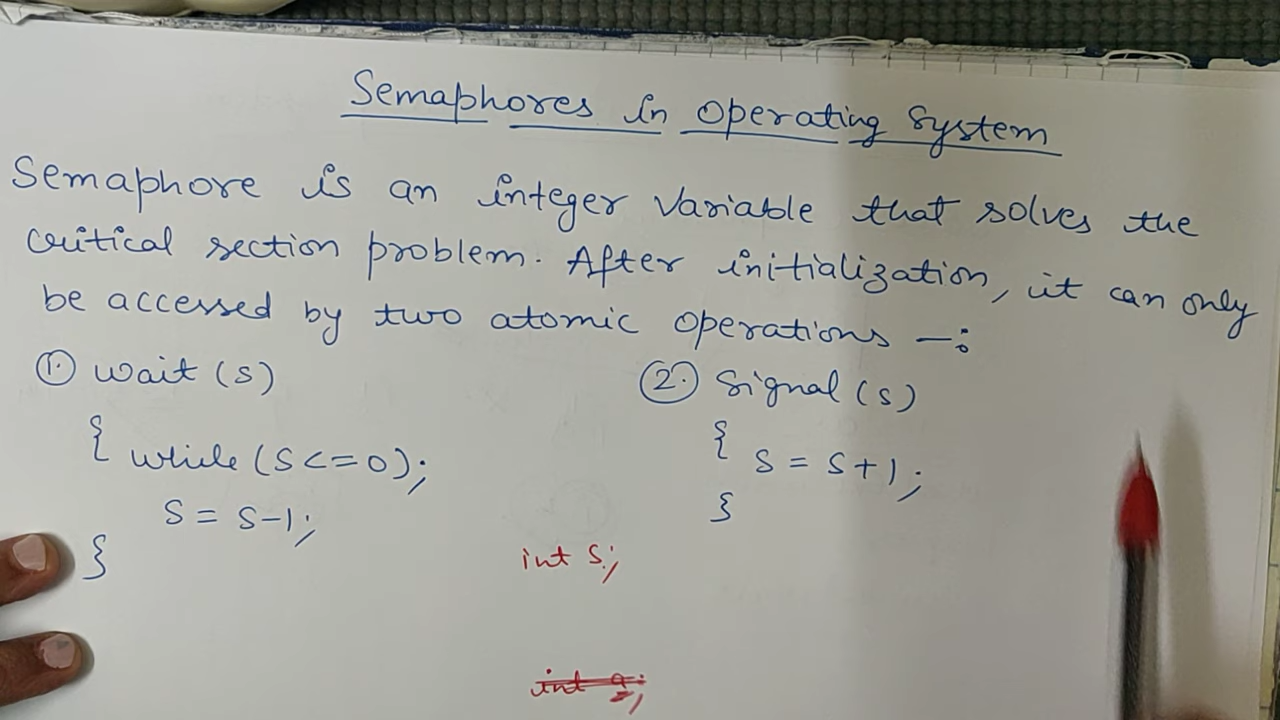 Semaphores in Operating System
Semaphore is an integer variable that solves the
critical section problem. After initialization, it can only
be accessed by two atomic operations -:
1. wait (s)
{ while (s<=0);
s = s-1;
}
2. Signal (s)
{
s = s+1;
}
int s;
int